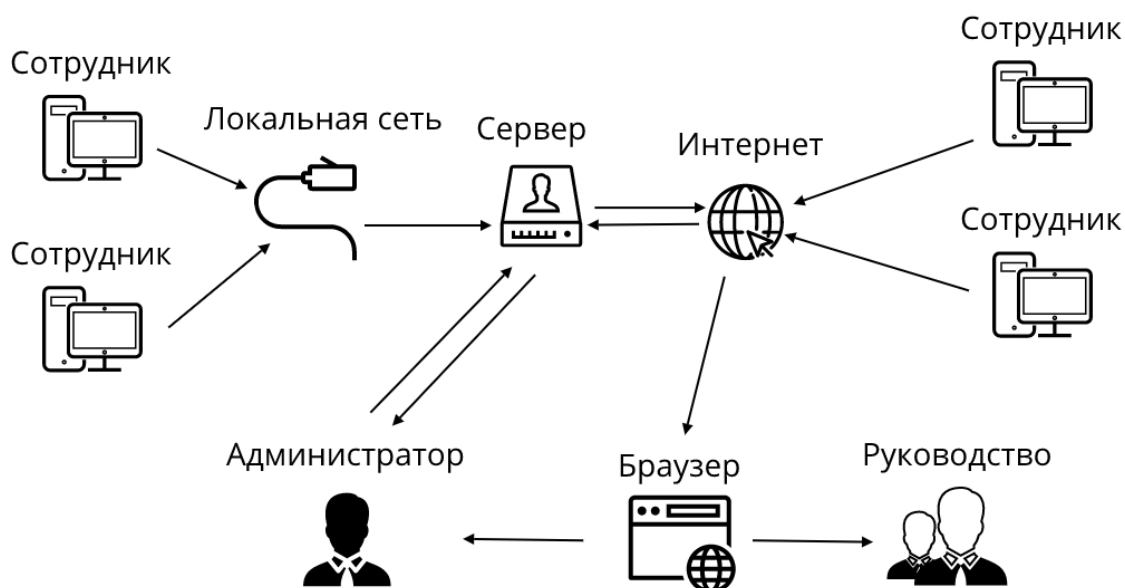 Сотрудник
Сотрудник
Локальная сеть
Сервер
Интернет
Сотрудник
Сотрудник
Администратор
Браузер
Руководство